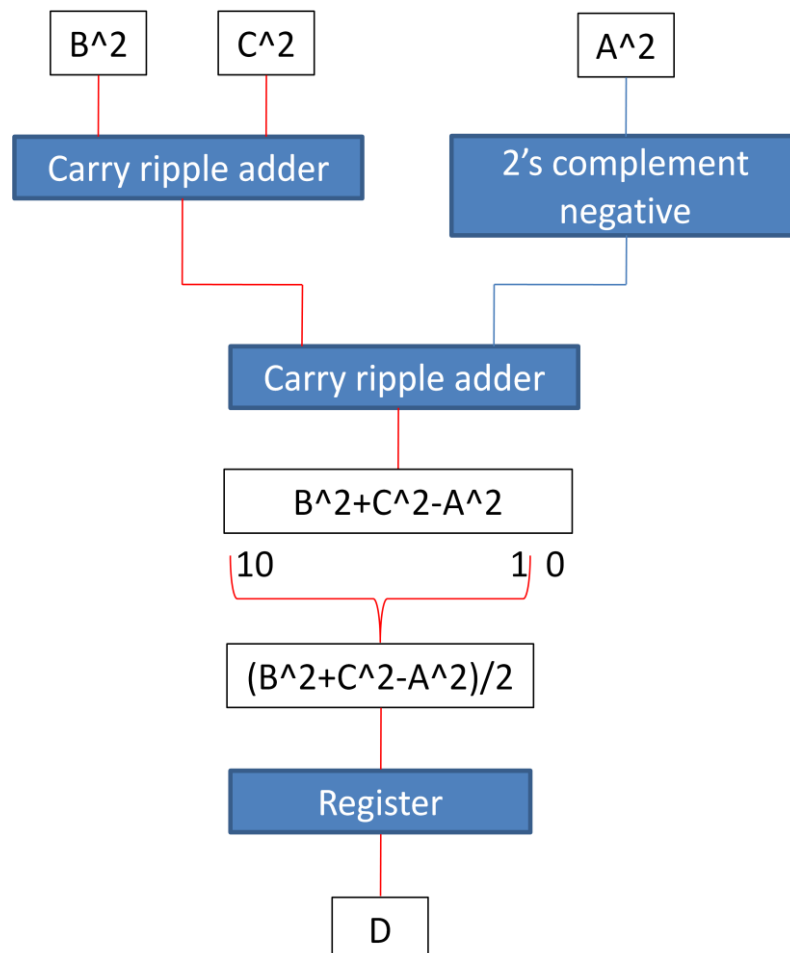 B^2
C^2
A^2
Carry ripple adder
2's complement
negative
Carry ripple adder
B^2+C^2-A^2
10
1
0
(B^2+C^2-A^2)/2
Register
D